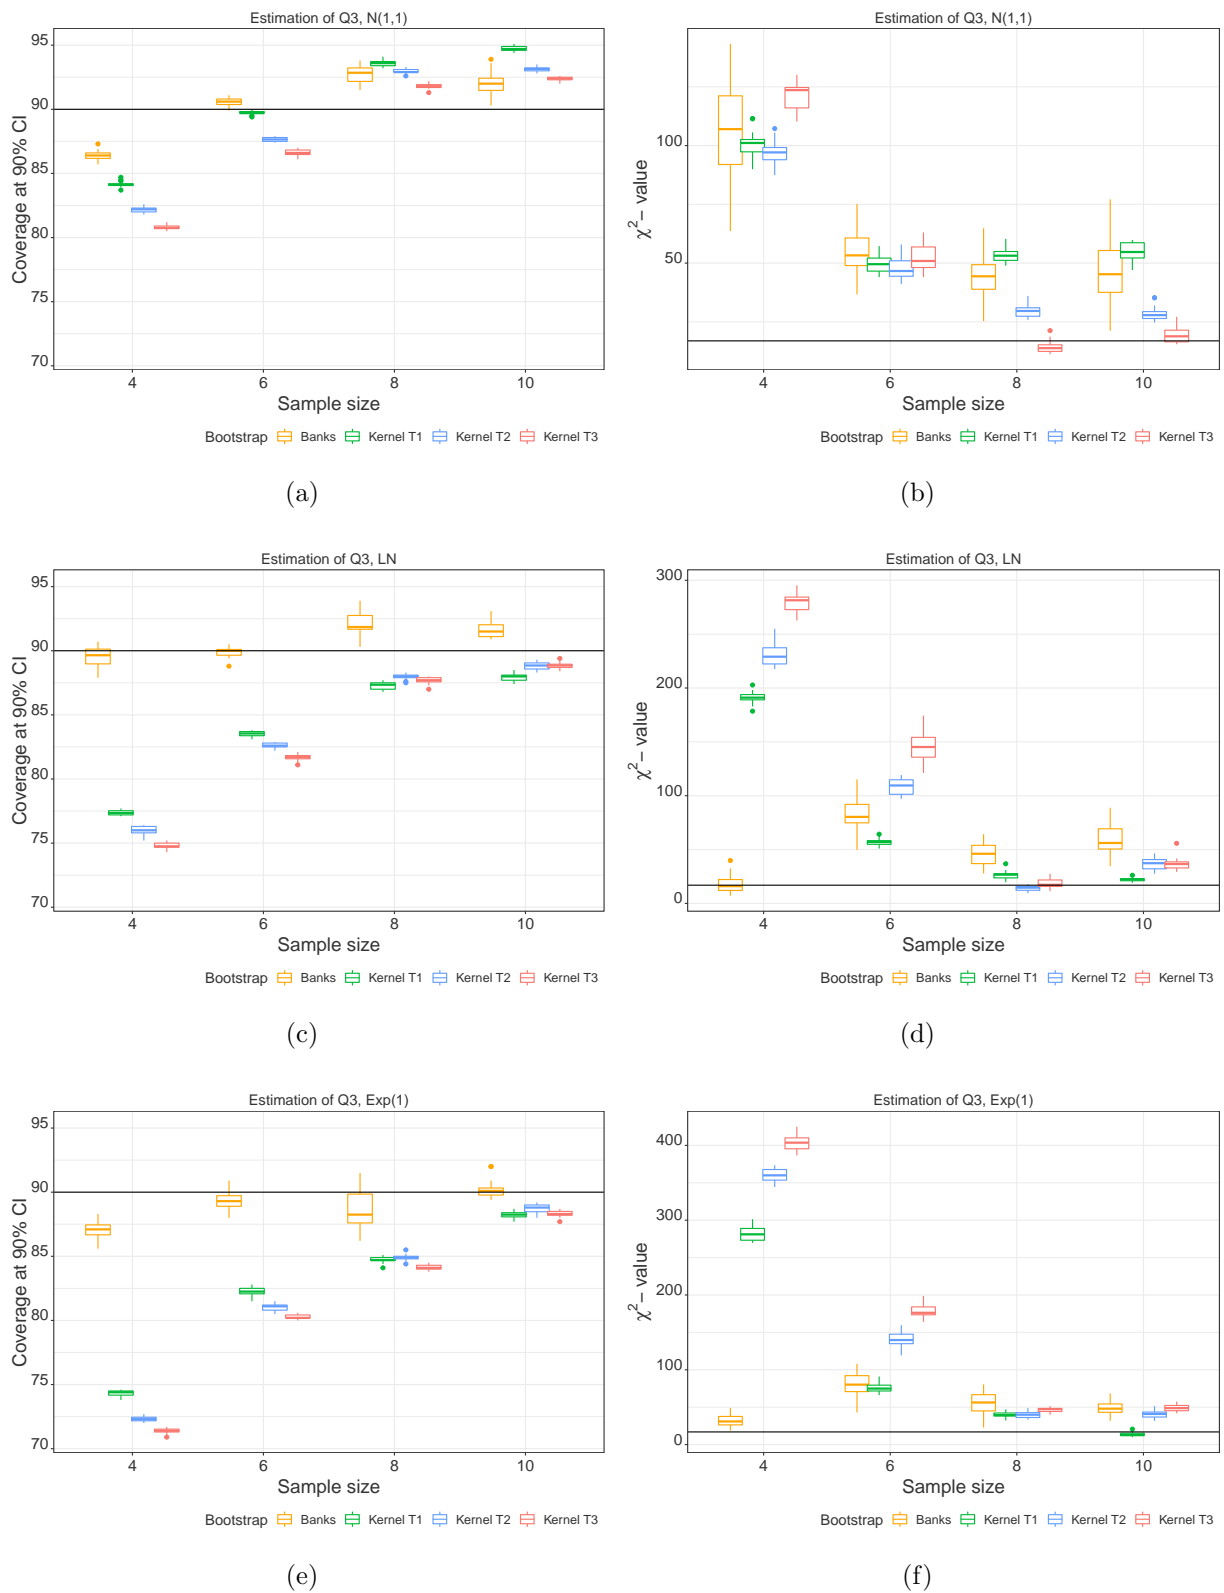 Estimation of Q3, N(1,1)
Coverage at 90% CI
95
90
85
80
75
70
4 6 8 10
Sample size
Bootstrap Banks Kernel T1 Kernel T2 Kernel T3
(a)
Estimation of Q3, N(1,1)
χ²− value
100
50
4 6 8 10
Sample size
Bootstrap Banks Kernel T1 Kernel T2 Kernel T3
(b)
Estimation of Q3, LN
Coverage at 90% CI
95
90
85
80
75
70
4 6 8 10
Sample size
Bootstrap Banks Kernel T1 Kernel T2 Kernel T3
(c)
Estimation of Q3, LN
χ²− value
300
200
100
0
4 6 8 10
Sample size
Bootstrap Banks Kernel T1 Kernel T2 Kernel T3
(d)
Estimation of Q3, Exp(1)
Coverage at 90% CI
95
90
85
80
75
70
4 6 8 10
Sample size
Bootstrap Banks Kernel T1 Kernel T2 Kernel T3
(e)
Estimation of Q3, Exp(1)
χ²− value
400
300
200
100
0
4 6 8 10
Sample size
Bootstrap Banks Kernel T1 Kernel T2 Kernel T3
(f)